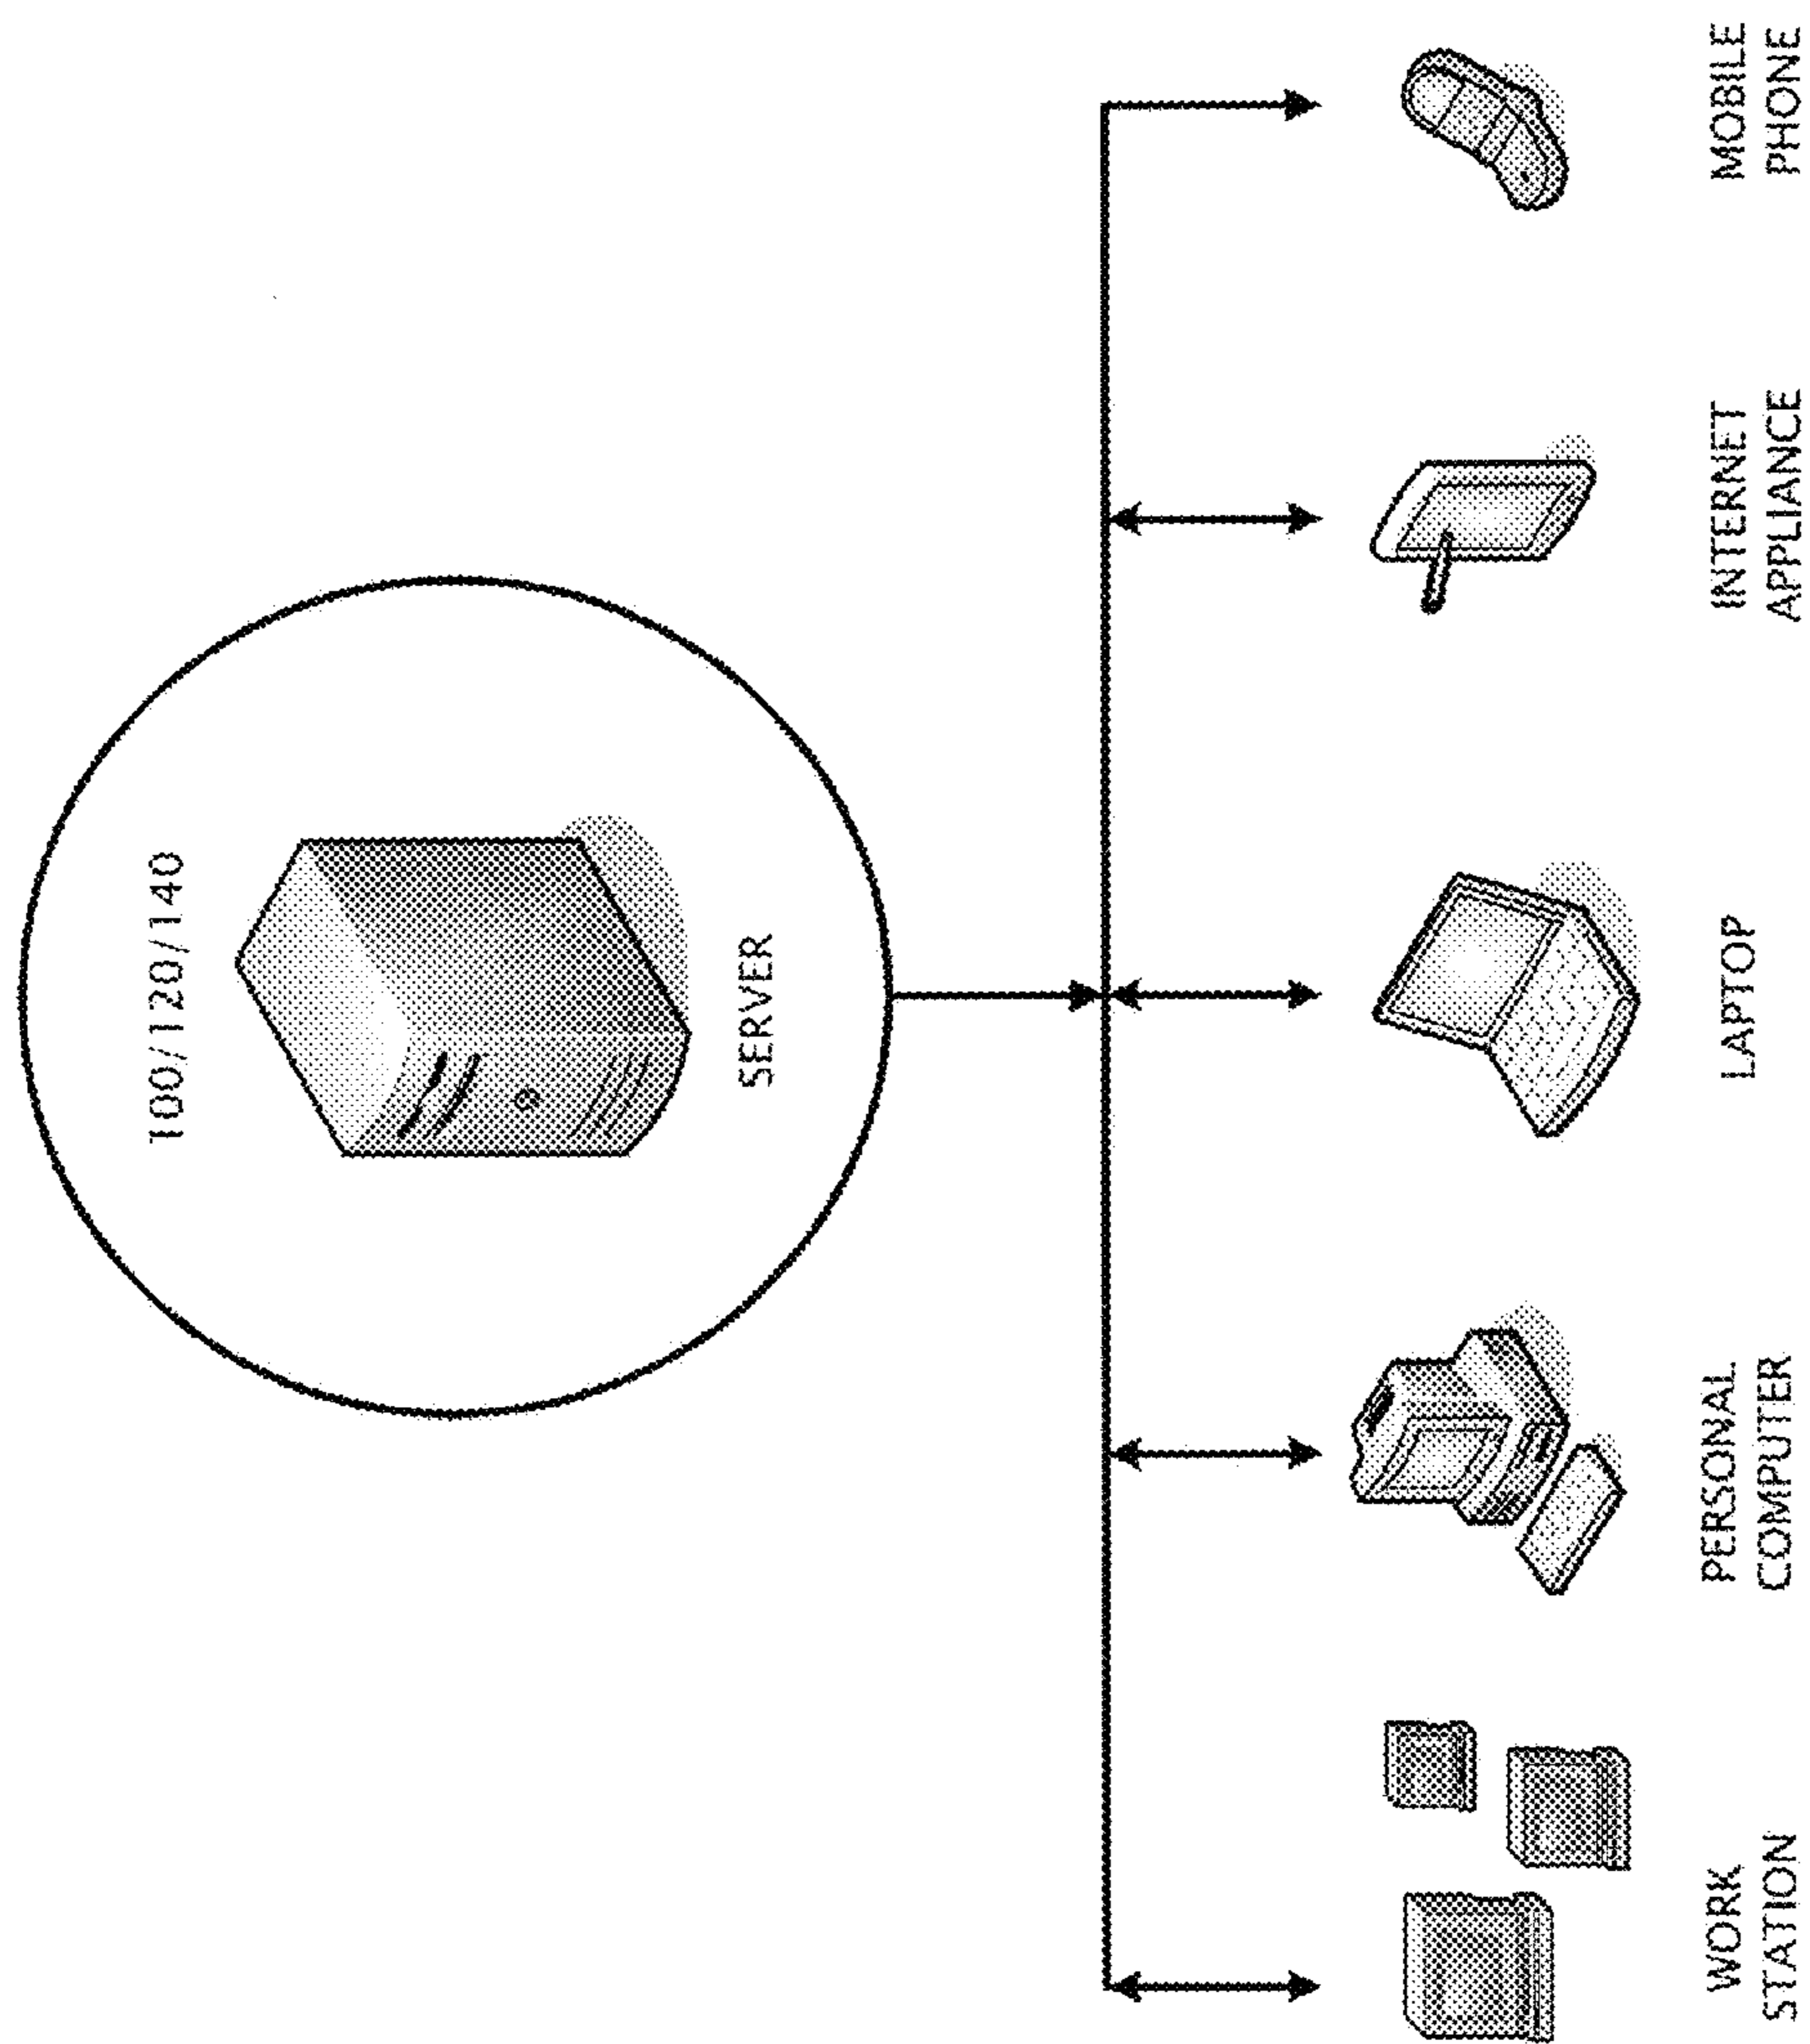 100/120/140
SERVER
WORK
STATION
PERSONAL
COMPUTER
LAPTOP
INTERNET
APPLIANCE
MOBILE
PHONE